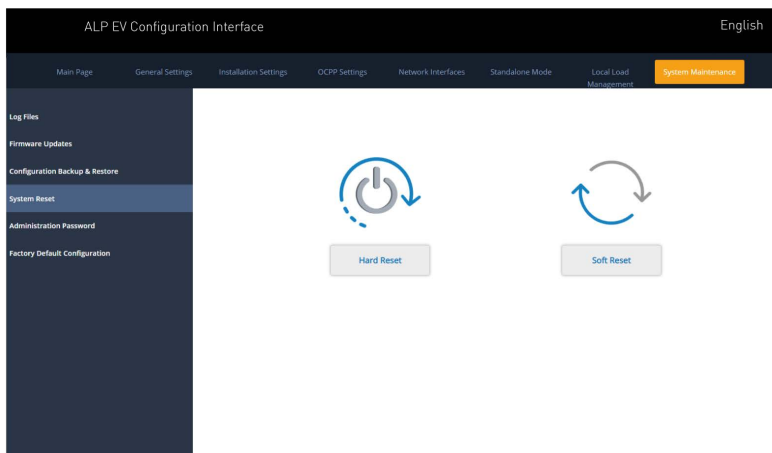 ALP EV Configuration Interface
English
Main Page
General Settings
Installation Settings
OCPP Settings
Network Interfaces
Standalone Mode
Local Load
Management
System Maintenance
Log Files
Firmware Updates
Configuration Backup & Restore
System Reset
Administration Password
Factory Default Configuration
Hard Reset
Soft Reset